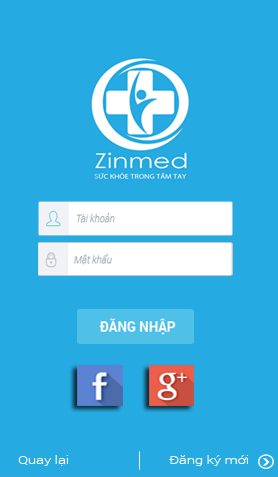 Zinmed
SỨC KHỎE TRONG TẦM TAY
Tài khoản
Mật khẩu
ĐĂNG NHẬP
f
g+
Quay lại
Đăng ký mới